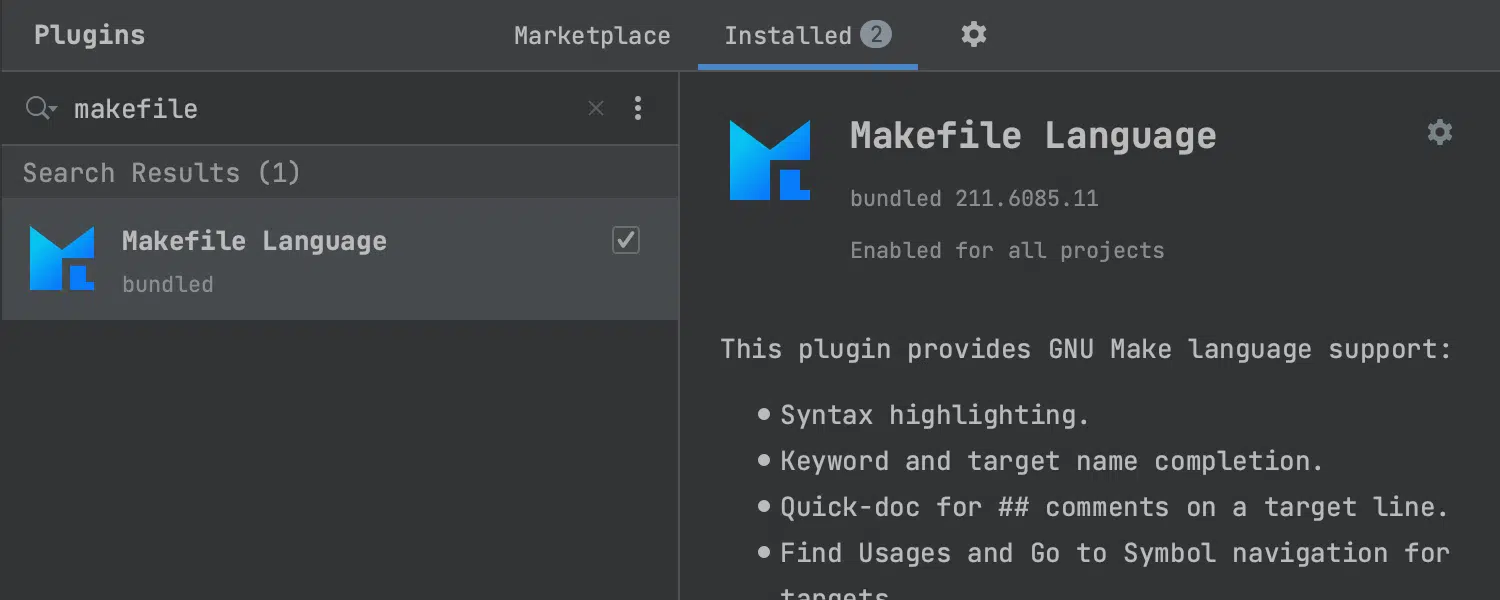 Plugins
Marketplace
Installed 2
makefile
Search Results (1)
Makefile Language
bundled
Makefile Language
bundled 211.6085.11
Enabled for all projects
This plugin provides GNU Make language support:
Syntax highlighting.
Keyword and target name completion.
Quick-doc for ## comments on a target line.
Find Usages and Go to Symbol navigation for
targets